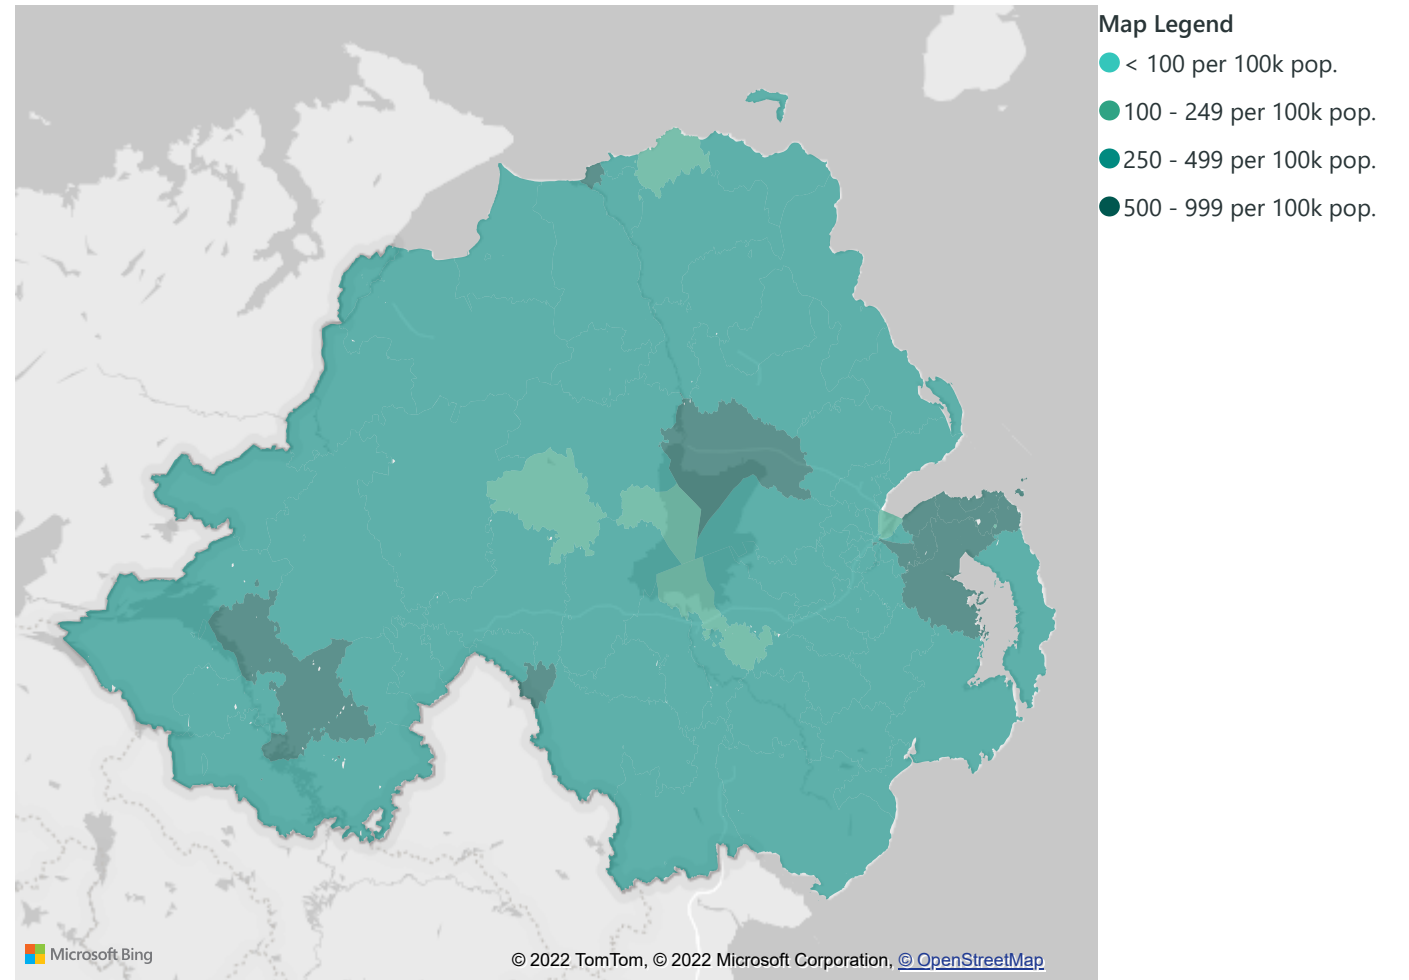 Map Legend
< 100 per 100k pop.
100 - 249 per 100k pop.
250 - 499 per 100k pop.
500 - 999 per 100k pop.
Microsoft Bing
© 2022 TomTom, © 2022 Microsoft Corporation, © OpenStreetMap